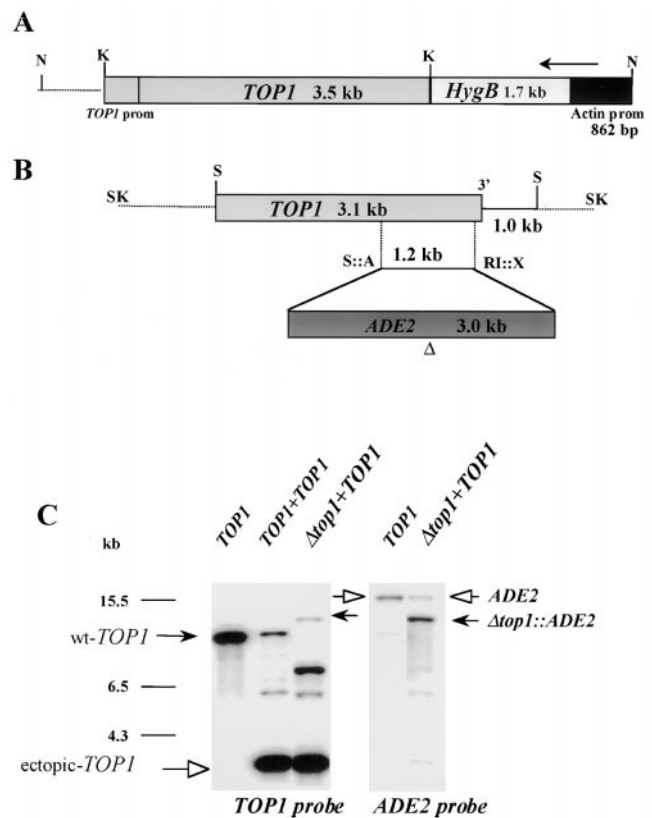 A
N K K N
TOP1 3.5 kb HygB 1.7 kb
TOP1 prom Actin prom
862 bp
B
S 3' S
SK TOP1 3.1 kb SK
1.0 kb
S::A 1.2 kb RI::X
ADE2 3.0 kb
Δ
C
TOP1 TOP1+TOP1 Δtop1+TOP1 TOP1 Δtop1+TOP1
kb
15.5 ADE2
wt-TOP1 Δtop1::ADE2
6.5
4.3
ectopic-TOP1
TOP1 probe ADE2 probe